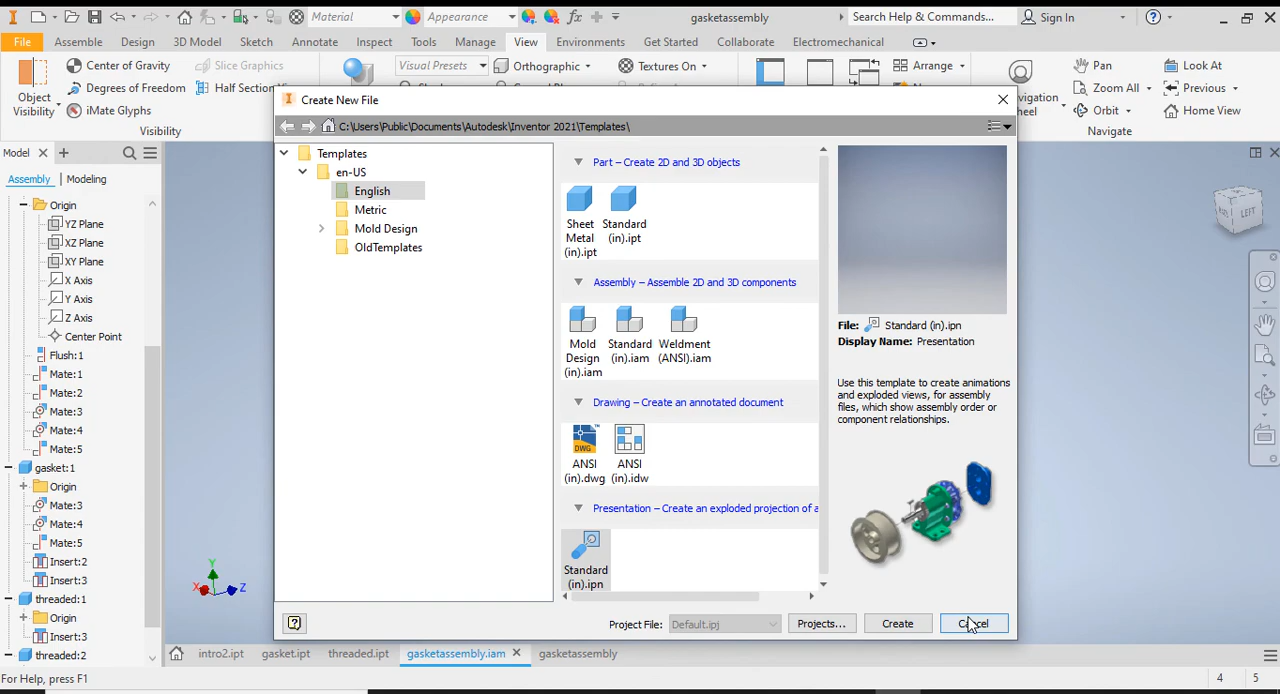 Material
Appearance
gasketassembly
Search Help & Commands...
Sign In
File
Assembly
Design
3D Model
Sketch
Annotate
Inspect
Tools
Manage
View
Environments
Get Started
Collaborate
Electromechanical
Object
Visibility
Center of Gravity
Degrees of Freedom
iMate Glyphs
Slice Graphics
Half Section
Visibility
Visual Presets
Orthographic
Textures On
Arrange
Pan
Zoom All
Orbit
Look At
Previous
Home View
Navigate
Create New File
C:\Users\Public\Documents\Autodesk\Inventor 2021\Templates\
Model
Assembly
Modeling
Origin
YZ Plane
XZ Plane
XY Plane
X Axis
Y Axis
Z Axis
Center Point
Flush:1
Mate:1
Mate:2
Mate:3
Mate:4
Mate:5
gasket:1
Origin
Mate:3
Mate:4
Mate:5
Insert:2
Insert:3
threaded:1
Origin
Insert:3
threaded:2
Templates
en-US
English
Metric
Mold Design
OldTemplates
Part – Create 2D and 3D objects
Sheet
Metal
(in).ipt
Standard
(in).ipt
Assembly – Assemble 2D and 3D components
Mold
Design
(in).iam
Standard
(in).iam
Weldment
(ANSI).iam
Drawing – Create an annotated document
DWG
ANSI
(in).dwg
ANSI
(in).idw
Presentation – Create an exploded projection of a
Standard
(in).ipn
File: Standard (in).ipn
Display Name: Presentation
Use this template to create animations
and exploded views, for assembly
files, which show assembly order or
component relationships.
Project File: Default.ipj
Projects...
Create
Cancel
LEFT
Y
X
Z
intro2.ipt
gasket.ipt
threaded.ipt
gasketassembly.iam
gasketassembly
For Help, press F1
4
5